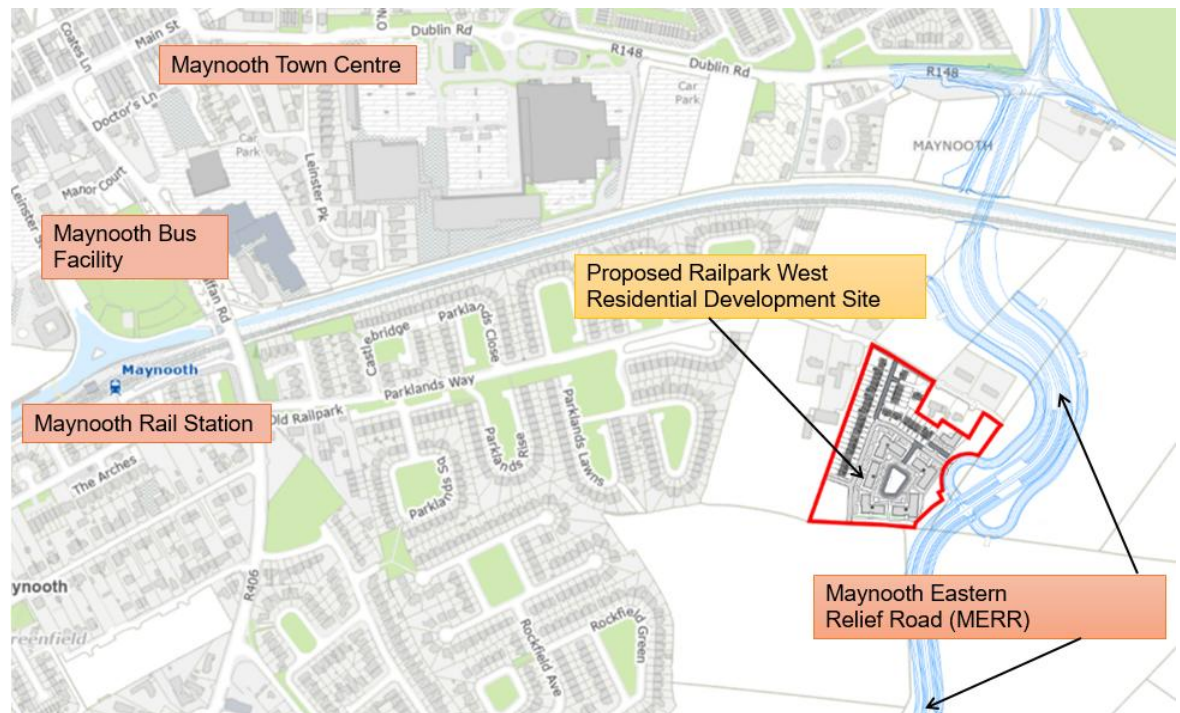 Coates Ln
Main St
Dublin Rd
R148
Dublin Rd
R148
Maynooth Town Centre
Doctor's Ln
Car
Park
Car
Park
MAYNOOTH
Leinster Pk
Manor Court
Leinster S
Maynooth Bus
Facility
Proposed Railpark West
Residential Development Site
Castlebridge
Parklands Close
Maynooth
Parklands Way
Old Railpark
Maynooth Rail Station
Parklands Rise
Parklands Lawns
The Arches
Parklands Sq
R406
ynooth
reenfield
Rockfield Ave
Rockfield Green
Maynooth Eastern
Relief Road (MERR)